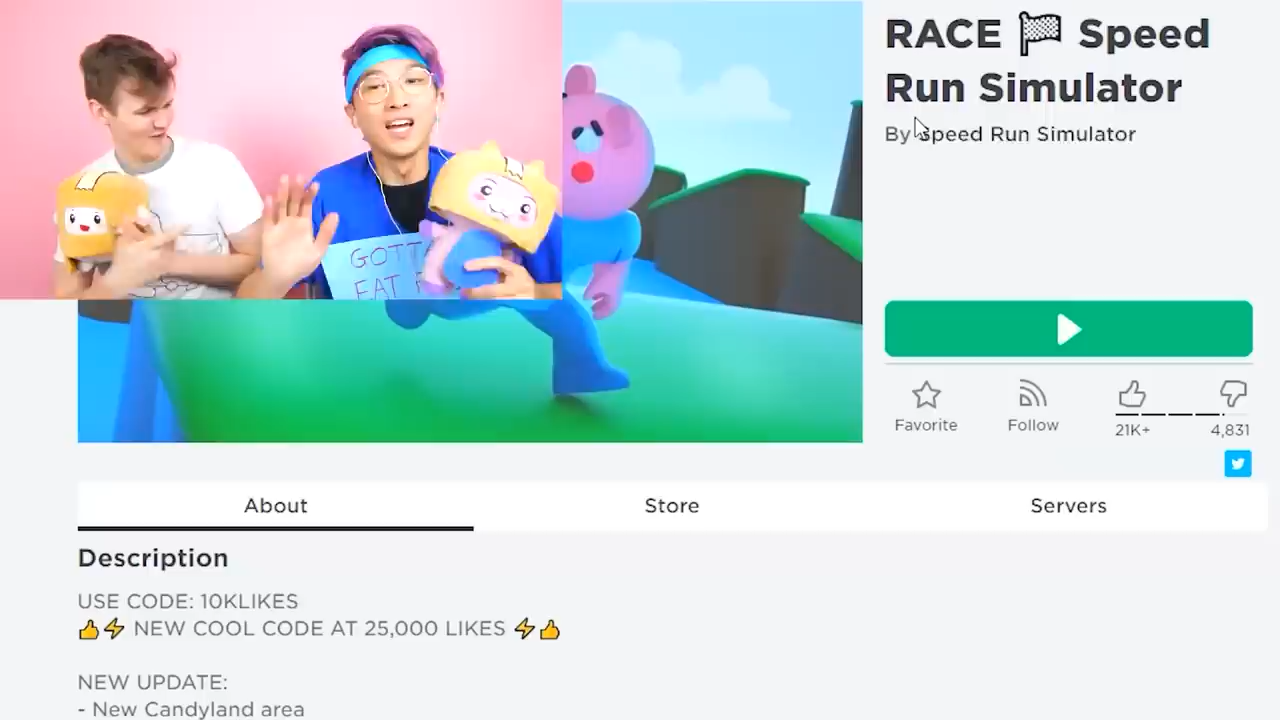 RACE 🏁 Speed
Run Simulator
By Speed Run Simulator
GOTT
EAT
Favorite
Follow
21K+
4,831
About
Store
Servers
Description
USE CODE: 10KLIKES
👍⚡ NEW COOL CODE AT 25,000 LIKES ⚡👍
NEW UPDATE:
- New Candyland area